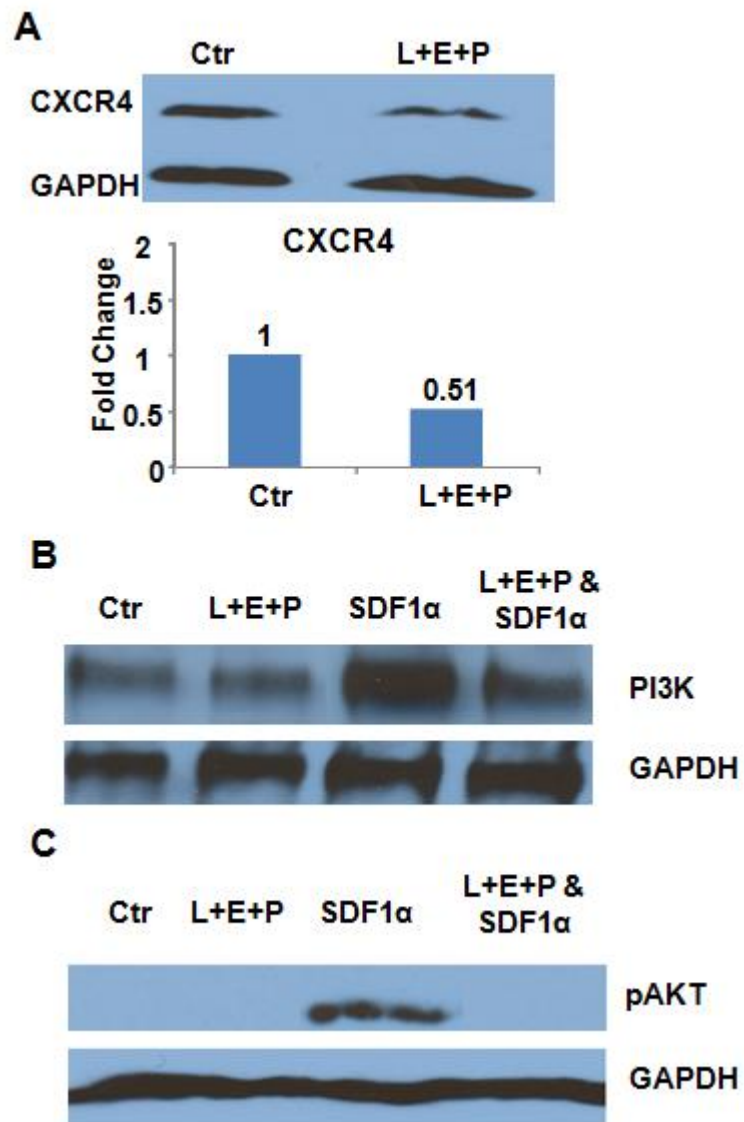 A
Ctr L+E+P
CXCR4
GAPDH
CXCR4
Fold Change
2
1.5
1
0.5
0
1
0.51
Ctr L+E+P
B
Ctr L+E+P SDF1α L+E+P &
SDF1α
PI3K
GAPDH
C
Ctr L+E+P SDF1α L+E+P &
SDF1α
pAKT
GAPDH